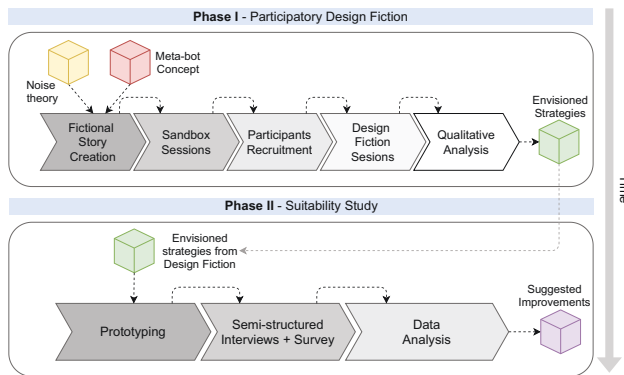 Phase I - Participatory Design Fiction
Noise
theory
Meta-bot
Concept
Fictional
Story
Creation
Sandbox
Sessions
Participants
Recruitment
Design
Fiction
Sesions
Qualitative
Analysis
Envisioned
Strategies
Time
Phase II - Suitability Study
Envisioned
strategies from
Design Fiction
Prototyping
Semi-structured
Interviews + Survey
Data
Analysis
Suggested
Improvements